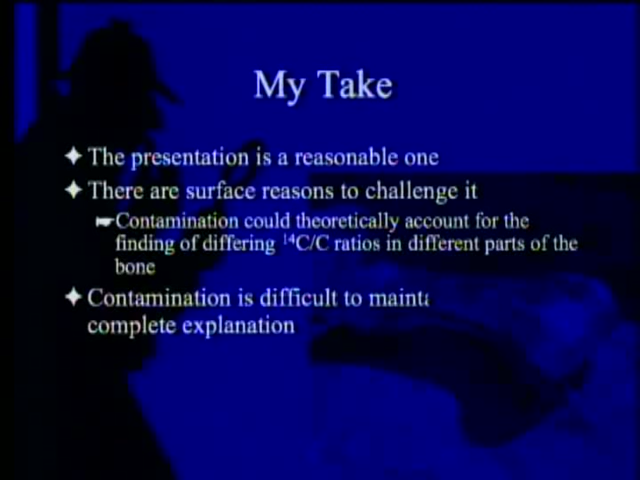 My Take
The presentation is a reasonable one
There are surface reasons to challenge it
Contamination could theoretically account for the
finding of differing ¹⁴C/C ratios in different parts of the
bone
Contamination is difficult to
complete explanation